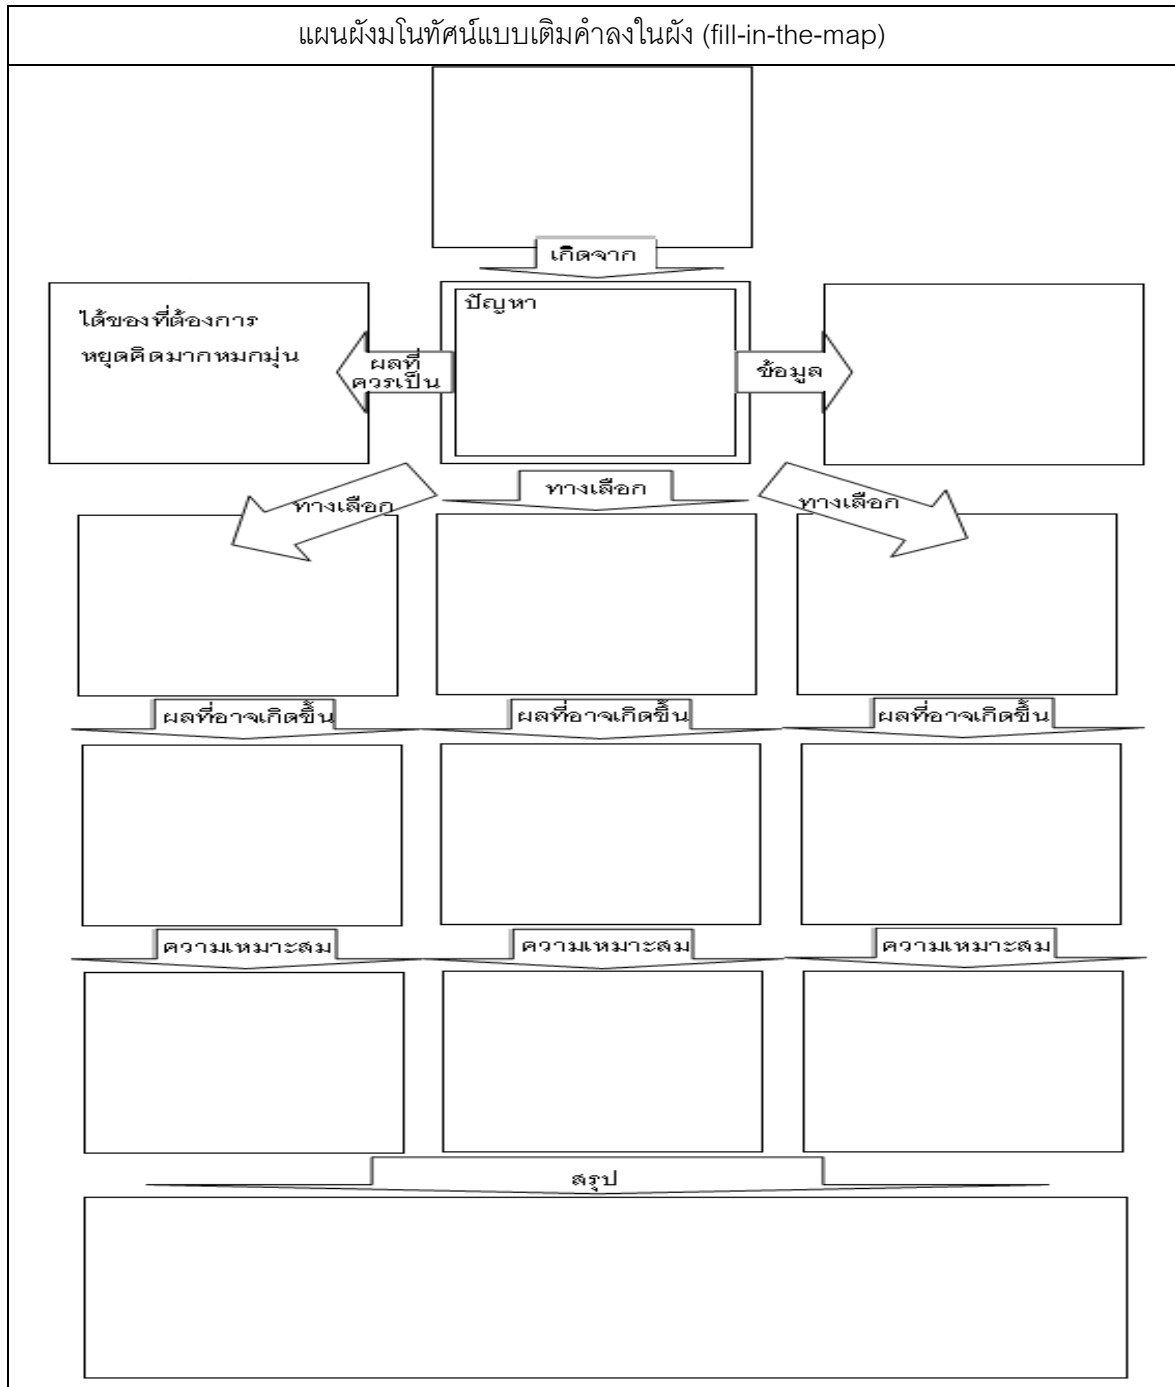 แผนผังมโนทัศน์แบบเติมคำลงในผัง (fill-in-the-map)
เกิดจาก
ได้ของที่ต้องการ
หยุดคิดมากหมกมุ่น
ผลที่
ควรเป็น
ปัญหา
ข้อมูล
ทางเลือก
ทางเลือก
ทางเลือก
ผลที่อาจเกิดขึ้น
ผลที่อาจเกิดขึ้น
ผลที่อาจเกิดขึ้น
ความเหมาะสม
ความเหมาะสม
ความเหมาะสม
สรุป